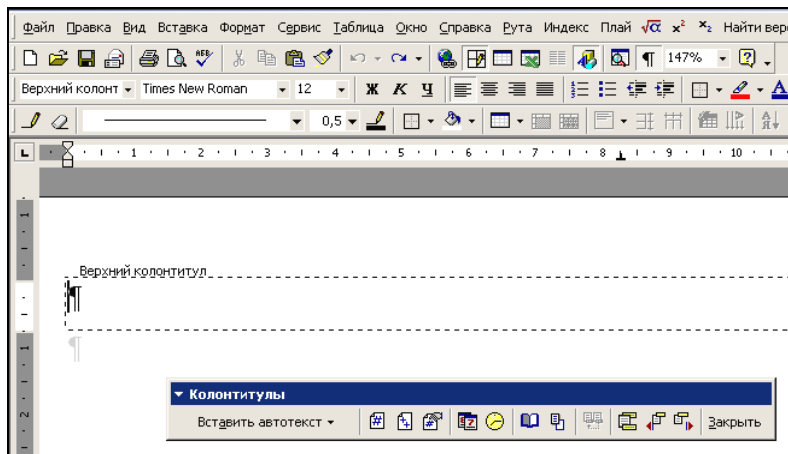 Файл Правка Вид Вставка Формат Сервис Таблица Окно Справка Рута Индекс Плай √α x² x₂ Найти вер
147%
Верхний колонт Times New Roman 12 Ж К Ч А
0,5
1 2 3 4 5 6 7 8 9 10
Верхний колонтитул
¶
¶
Колонтитулы
Вставить автотекст Закрыть